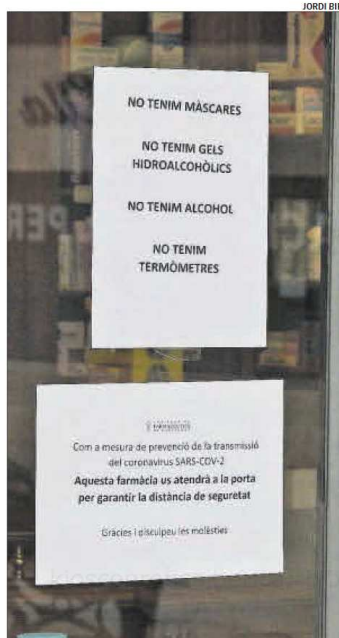 JORDI BI
NO TENIM MÀSCARES
NO TENIM GELS
HIDROALCOHÒLICS
NO TENIM ALCOHOL
NO TENIM
TERMÒMETRES
Com a mesura de prevenció de la transmissió
del coronavirus SARS-COV-2
Aquesta farmàcia us atendrà a la porta
per garantir la distància de seguretat
Gràcies i disculpeu les molèsties